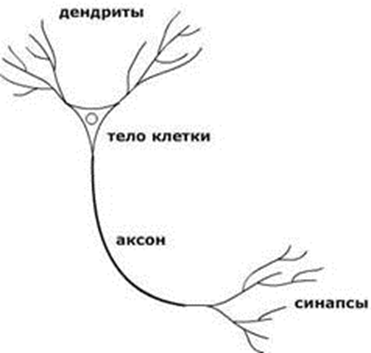 дендриты
тело клетки
аксон
синапсы